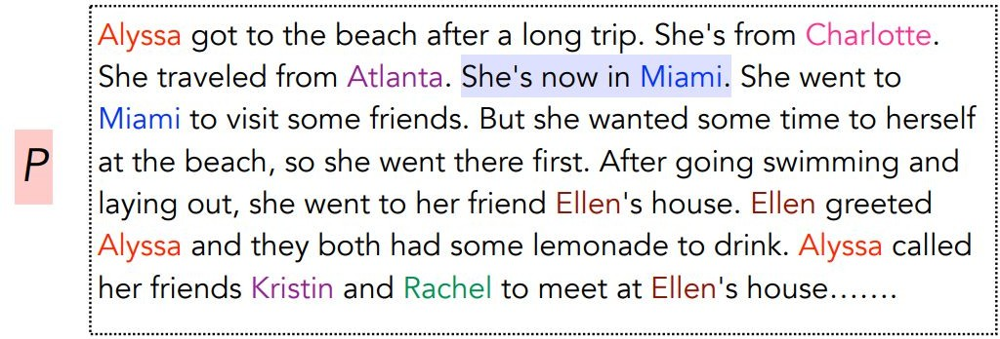 Alyssa got to the beach after a long trip. She's from Charlotte.
She traveled from Atlanta. She's now in Miami. She went to
Miami to visit some friends. But she wanted some time to herself
P
at the beach, so she went there first. After going swimming and
laying out, she went to her friend Ellen's house. Ellen greeted
Alyssa and they both had some lemonade to drink. Alyssa called
her friends Kristin and Rachel to meet at Ellen's house.......